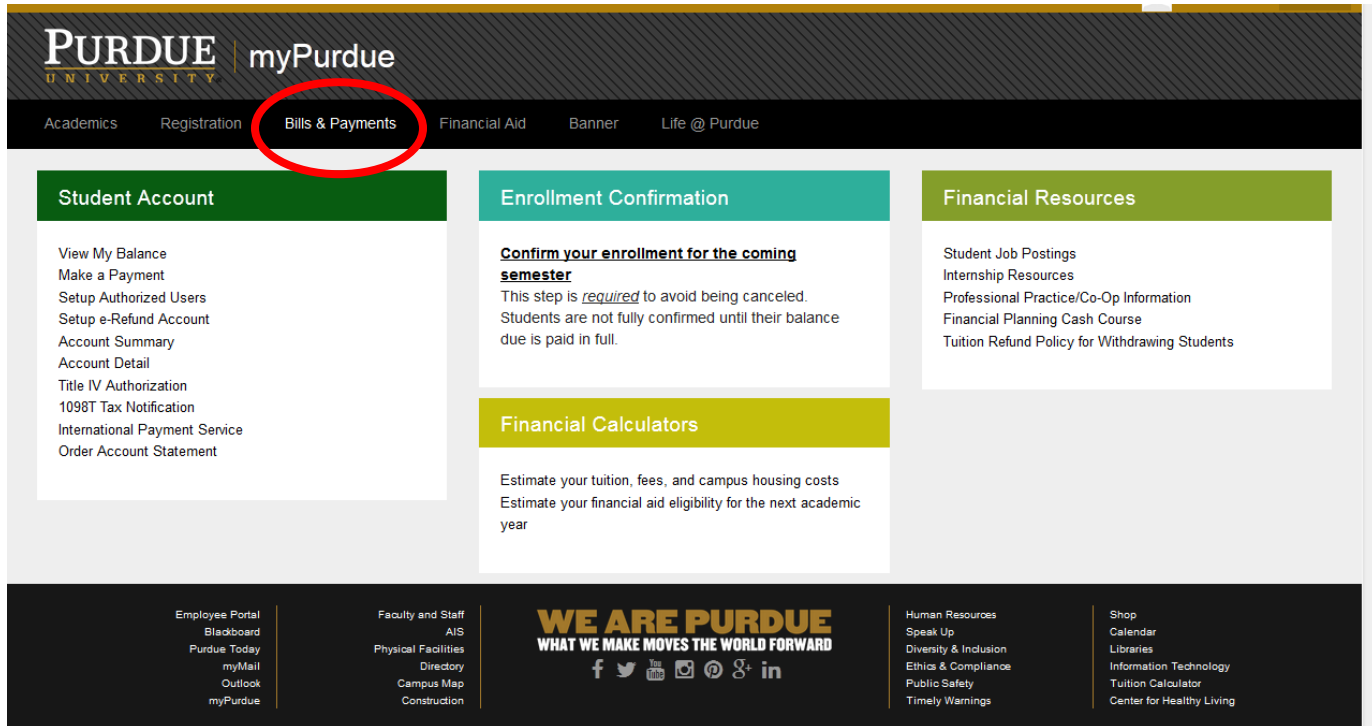 PURDUE
UNIVERSITY
myPurdue
Academics Registration Bills & Payments Financial Aid Banner Life @ Purdue
Student Account
View My Balance
Make a Payment
Setup Authorized Users
Setup e-Refund Account
Account Summary
Account Detail
Title IV Authorization
1098T Tax Notification
International Payment Service
Order Account Statement
Enrollment Confirmation
Confirm your enrollment for the coming
semester
This step is required to avoid being canceled.
Students are not fully confirmed until their balance
due is paid in full.
Financial Calculators
Estimate your tuition, fees, and campus housing costs
Estimate your financial aid eligibility for the next academic
year
Financial Resources
Student Job Postings
Internship Resources
Professional Practice/Co-Op Information
Financial Planning Cash Course
Tuition Refund Policy for Withdrawing Students
Employee Portal
Blackboard
Purdue Today
myMail
Outlook
myPurdue
Faculty and Staff
AIS
Physical Facilities
Directory
Campus Map
Construction
WE ARE PURDUE
WHAT WE MAKE MOVES THE WORLD FORWARD
f You Tube g+ in
Human Resources
Speak Up
Diversity & Inclusion
Ethics & Compliance
Public Safety
Timely Warnings
Shop
Calendar
Libraries
Information Technology
Tuition Calculator
Center for Healthy Living